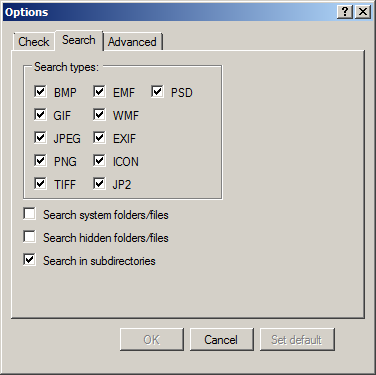 Options
Check Search Advanced
Search types:
BMP EMF PSD
GIF WMF
JPEG EXIF
PNG ICON
TIFF JP2
Search system folders/files
Search hidden folders/files
Search in subdirectories
OK Cancel Set default